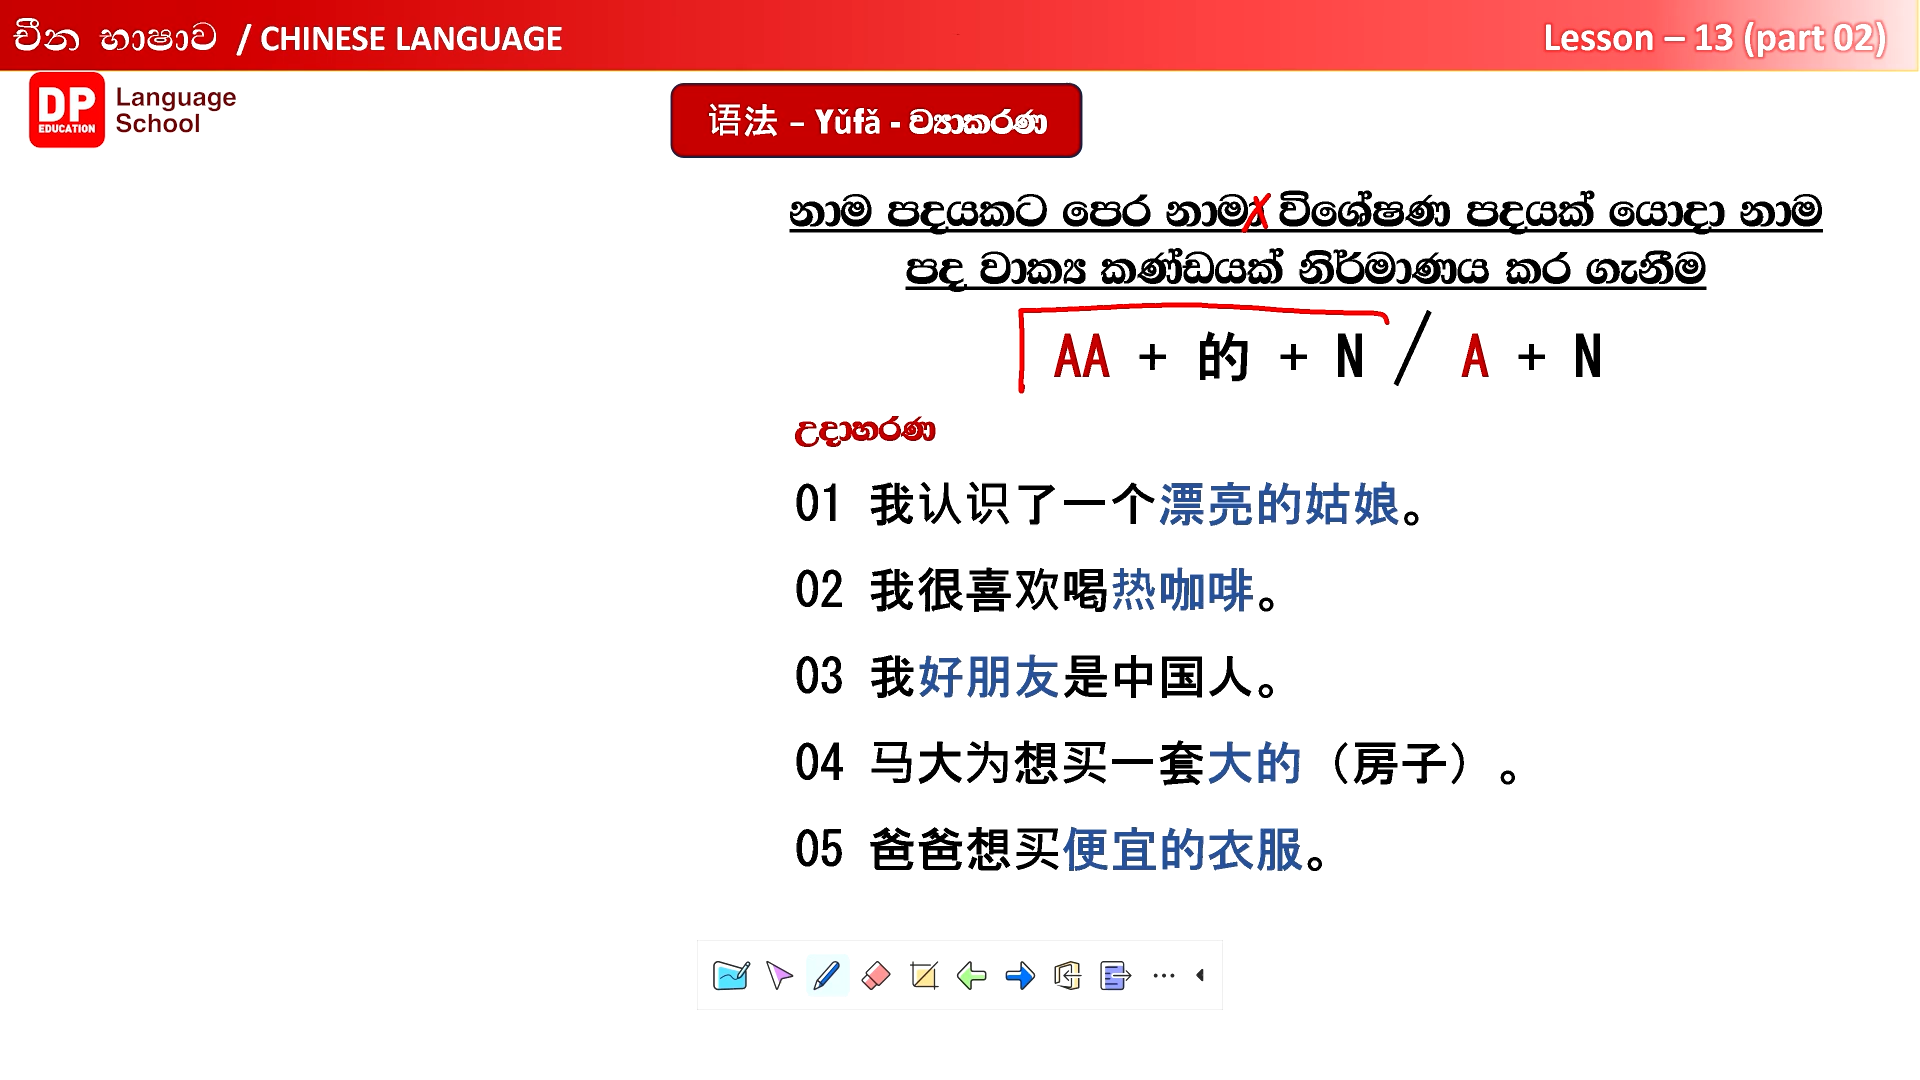 චීන භාෂාව / CHINESE LANGUAGE
Lesson – 13 (part 02)
DP
EDUCATION
Language
School
语法 – Yǔfǎ - ව්‍යාකරණ
නාම පදයකට පෙර නාමා විශේෂණ පදයක් යොදා නාම
පද වාක්‍ය කණ්ඩයක් නිර්මාණය කර ගැනීම
AA + 的 + N / A + N
උදාහරණ
01 我认识了一个漂亮的姑娘。
02 我很喜欢喝热咖啡。
03 我好朋友是中国人。
04 马大为想买一套大的（房子）。
05 爸爸想买便宜的衣服。